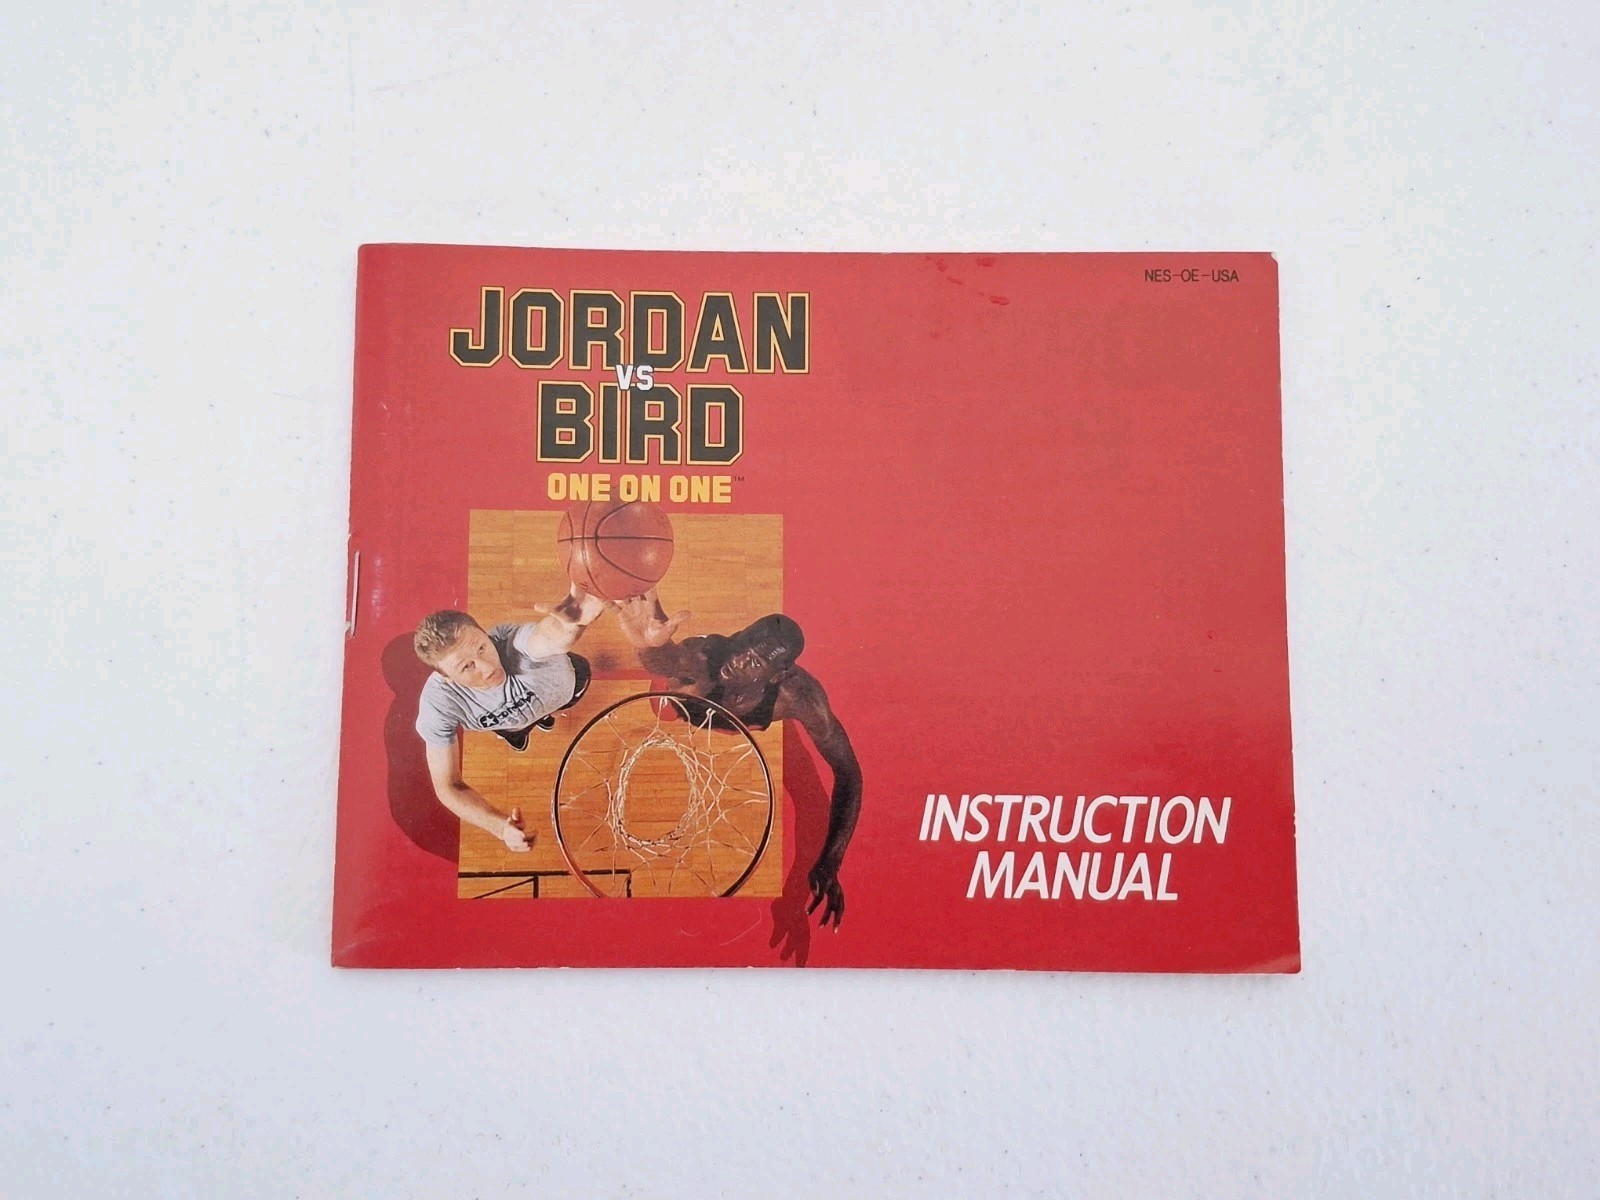 NES-OE-USA
JORDAN
VS
BIRD
ONE ON ONE™
INSTRUCTION
MANUAL